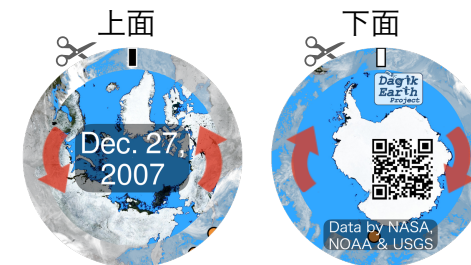 上面
下面
Dec. 27,
2007
Dagik
Earth
Project
Data by NASA,
NOAA & USGS